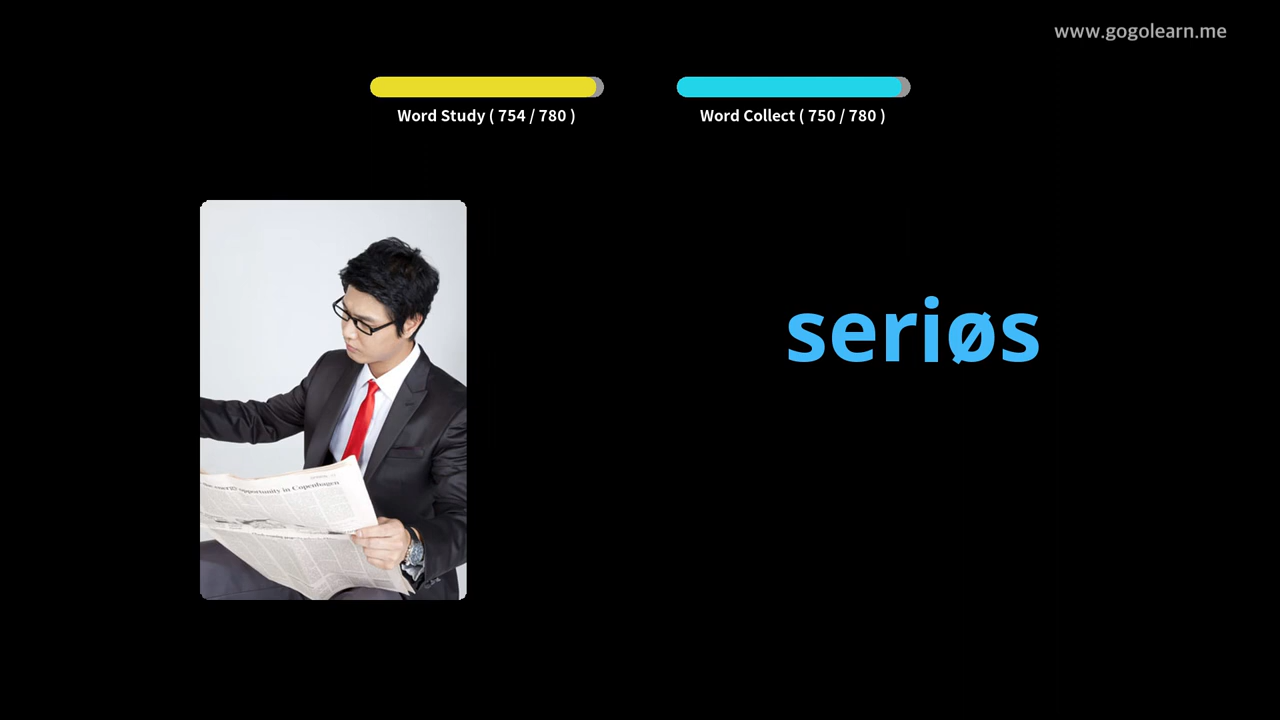 www.gogolearn.me
Word Study ( 754 / 780 )
Word Collect ( 750 / 780 )
seriøs
opportunity in Copenhagen